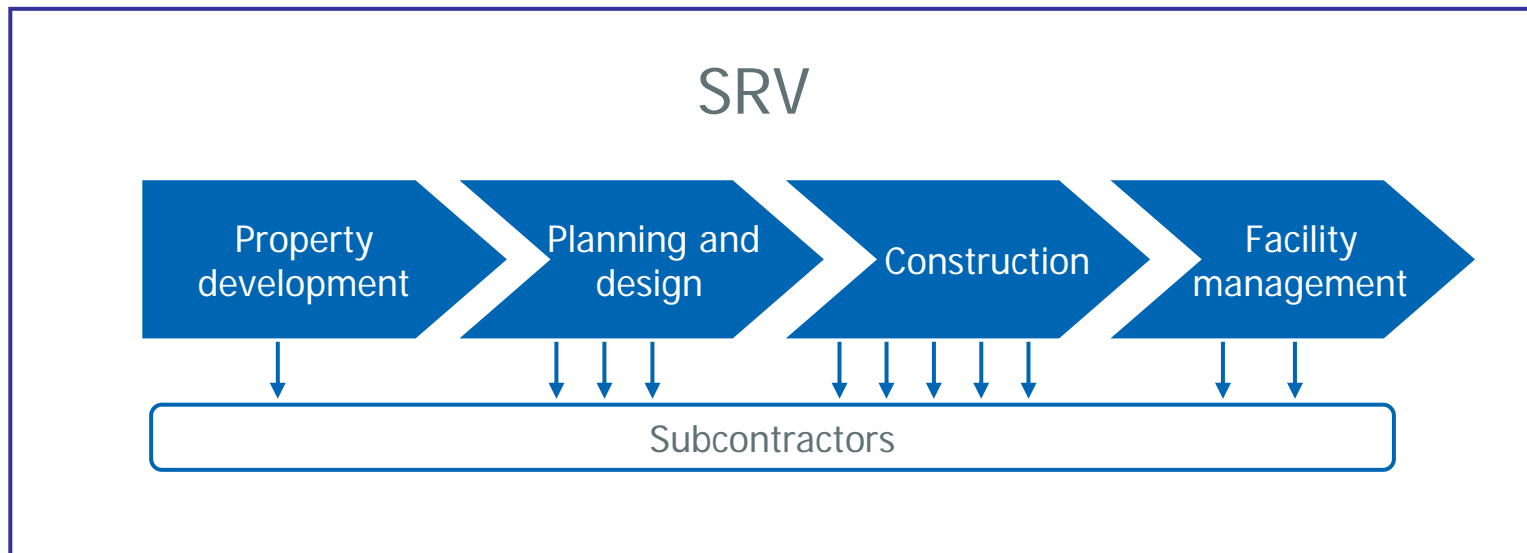 SRV
Property
development
Planning and
design
Construction
Facility
management
Subcontractors